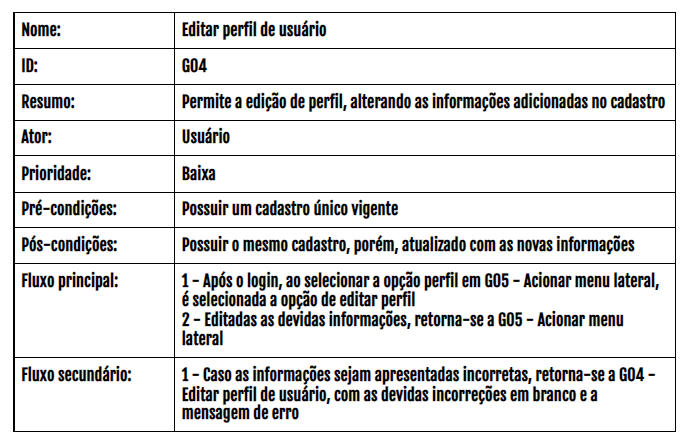 Nome: Editar perfil de usuário
ID: G04
Resumo: Permite a edição de perfil, alterando as informações adicionadas no cadastro
Ator: Usuário
Prioridade: Baixa
Pré-condições: Possuir um cadastro único vigente
Pós-condições: Possuir o mesmo cadastro, porém, atualizado com as novas informações
Fluxo principal: 1 - Após o login, ao selecionar a opção perfil em G05 - Acionar menu lateral,
é selecionada a opção de editar perfil
2 - Editadas as devidas informações, retorna-se a G05 - Acionar menu
lateral
Fluxo secundário: 1 - Caso as informações sejam apresentadas incorretas, retorna-se a G04 -
Editar perfil de usuário, com as devidas incorreções em branco e a
mensagem de erro